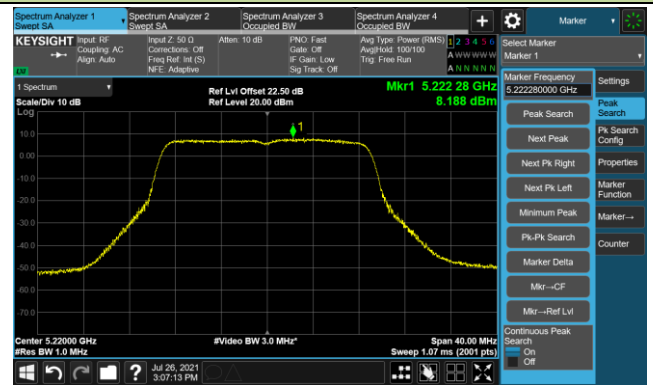 Spectrum Analyzer 1
Swept SA
Spectrum Analyzer 2
Swept SA
Spectrum Analyzer 3
Occupied BW
Spectrum Analyzer 4
Occupied BW
+
Marker
KEYSIGHT
Input: RF
Coupling: AC
Align: Auto
Input Z: 50 Ω
Corrections: Off
Freq Ref: Int (S)
NFE: Adaptive
Atten: 10 dB
PNO: Fast
Gate: Off
IF Gain: Low
Sig Track: Off
Avg Type: Power (RMS)
Avg|Hold: 100/100
Trig: Free Run
1 2 3 4 5 6
A W W W W W
A N N N N N
LXI
Select Marker
Marker 1
1 Spectrum
Scale/Div 10 dB
Log
Ref Lvl Offset 22.50 dB
Ref Level 20.00 dBm
Mkr1 5.222 28 GHz
8.188 dBm
1
10.0
0.00
-10.0
-20.0
-30.0
-40.0
-50.0
-60.0
-70.0
Center 5.22000 GHz
#Res BW 1.0 MHz
#Video BW 3.0 MHz*
Span 40.00 MHz
Sweep 1.07 ms (2001 pts)
Marker Frequency
5.222280000 GHz
Peak Search
Next Peak
Next Pk Right
Next Pk Left
Minimum Peak
Pk-Pk Search
Marker Delta
Mkr→CF
Mkr→Ref Lvl
Continuous Peak
Search
On
Off
Settings
Peak
Search
Pk Search
Config
Properties
Marker
Function
Marker→
Counter
?
Jul 26, 2021
3:07:13 PM